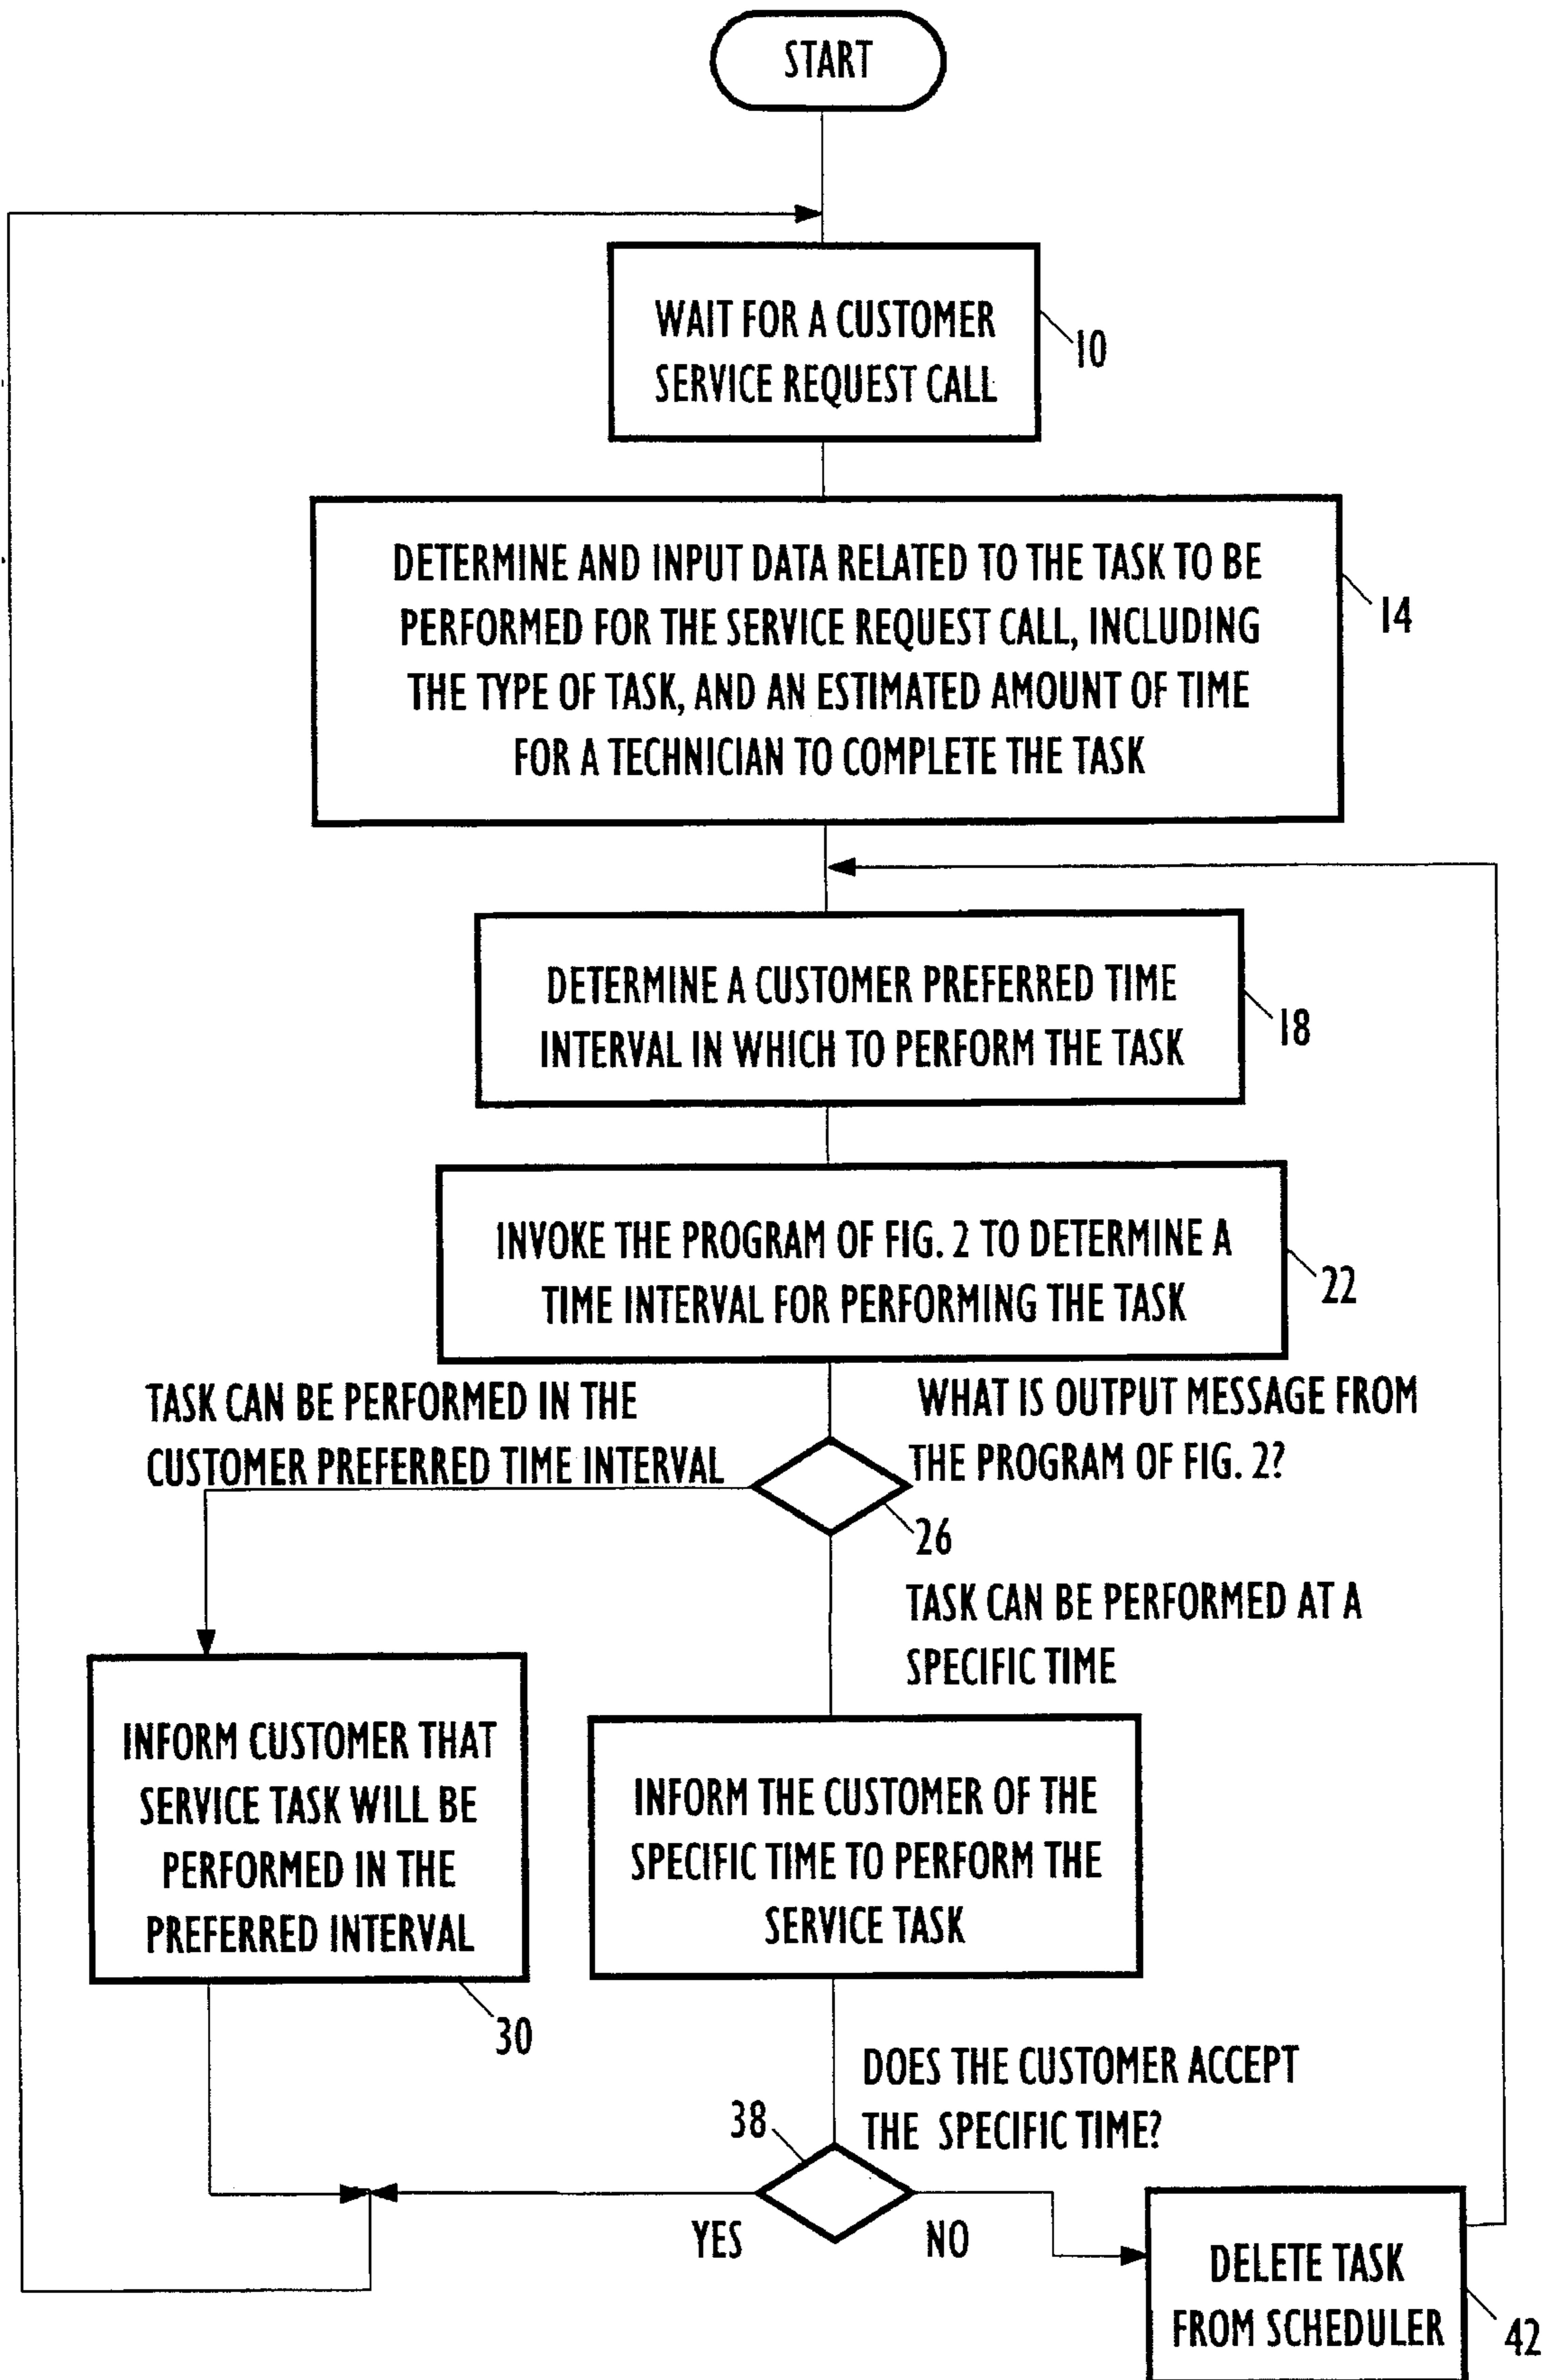 START
WAIT FOR A CUSTOMER
SERVICE REQUEST CALL
10
DETERMINE AND INPUT DATA RELATED TO THE TASK TO BE
PERFORMED FOR THE SERVICE REQUEST CALL, INCLUDING
THE TYPE OF TASK, AND AN ESTIMATED AMOUNT OF TIME
FOR A TECHNICIAN TO COMPLETE THE TASK
14
DETERMINE A CUSTOMER PREFERRED TIME
INTERVAL IN WHICH TO PERFORM THE TASK
18
INVOKE THE PROGRAM OF FIG. 2 TO DETERMINE A
TIME INTERVAL FOR PERFORMING THE TASK
22
TASK CAN BE PERFORMED IN THE
CUSTOMER PREFERRED TIME INTERVAL
WHAT IS OUTPUT MESSAGE FROM
THE PROGRAM OF FIG. 2?
26
TASK CAN BE PERFORMED AT A
SPECIFIC TIME
INFORM CUSTOMER THAT
SERVICE TASK WILL BE
PERFORMED IN THE
PREFERRED INTERVAL
30
INFORM THE CUSTOMER OF THE
SPECIFIC TIME TO PERFORM THE
SERVICE TASK
DOES THE CUSTOMER ACCEPT
THE SPECIFIC TIME?
38
YES
NO
DELETE TASK
FROM SCHEDULER
42